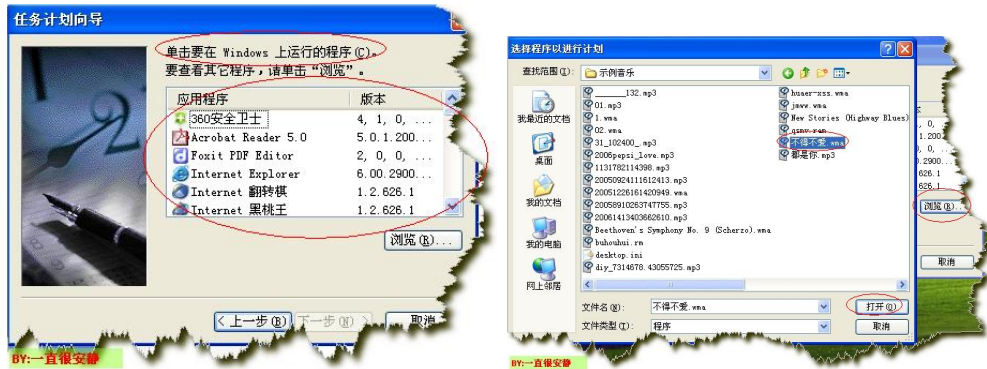 任务计划向导
单击要在 Windows 上运行的程序(C)。
要查看其它程序，请单击“浏览”。
应用程序 版本
360安全卫士 4, 1, 0, ...
Acrobat Reader 5.0 5.0.1.200...
Foxit PDF Editor 2, 0, 0, ...
Internet Explorer 6.00.2900...
Internet 翻转棋 1.2.626.1
Internet 黑桃王 1.2.626.1
浏览(R)...
< 上一步(B) 下一步(N) > 取消
BY:一直很安静
选择程序以进行计划
查找范围(I): 示例音乐
我最近的文档
桌面
我的文档
我的电脑
网上邻居
______132.mp3
01.mp3
1.wma
02.wma
31_102400_.mp3
2006pepsi_love.mp3
1131782114398.mp3
20050924111612413.mp3
20051226161420949.wma
20058910263747755.mp3
20061413403662610.mp3
Beethoven's Symphony No. 9 (Scherzo).wma
buhouhui.rm
desktop.ini
diy_7314678.43055725.mp3
huaer-xss.wma
jmvw.wma
New Stories (Highway Blues)
不得不爱.wma
都是你.mp3
文件名(N): 不得不爱.wma 打开(O)
文件类型(T): 程序 取消
, 0,
1.200
0.2900
626.1
626.1
浏览(R)...
取消
BY:一直很安静